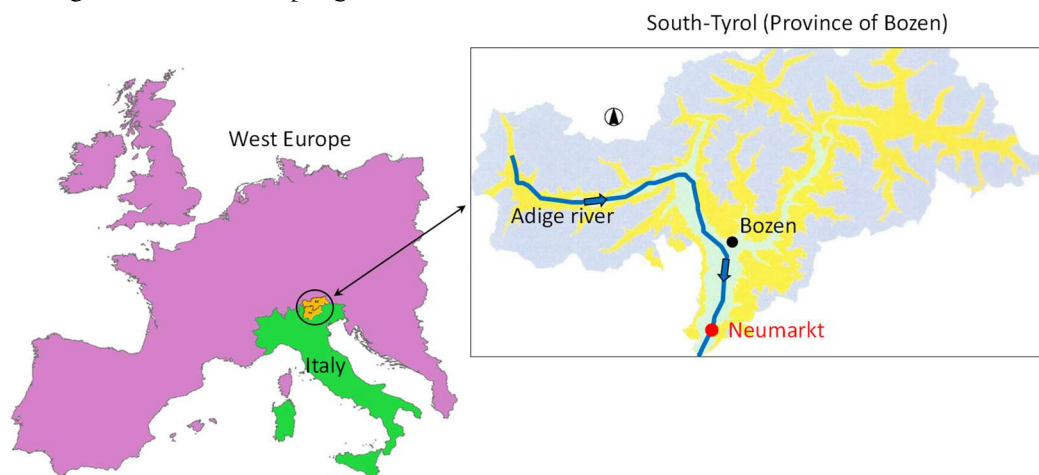 South-Tyrol (Province of Bozen)
West Europe
Adige river
Bozen
Neumarkt
Italy